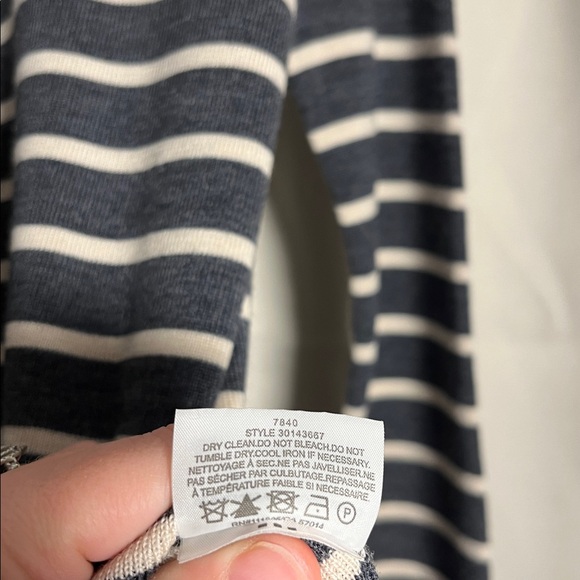 7840
STYLE 30143667
DRY CLEAN.DO NOT BLEACH.DO NOT
TUMBLE DRY.COOL IRON IF NECESSARY.
NETTOYAGE À SEC.NE PAS JAVELLISER.NE
PAS SÉCHER PAR CULBUTAGE.REPASSAGE
À TEMPÉRATURE FAIBLE SI NÉCESSAIRE.
P
57014